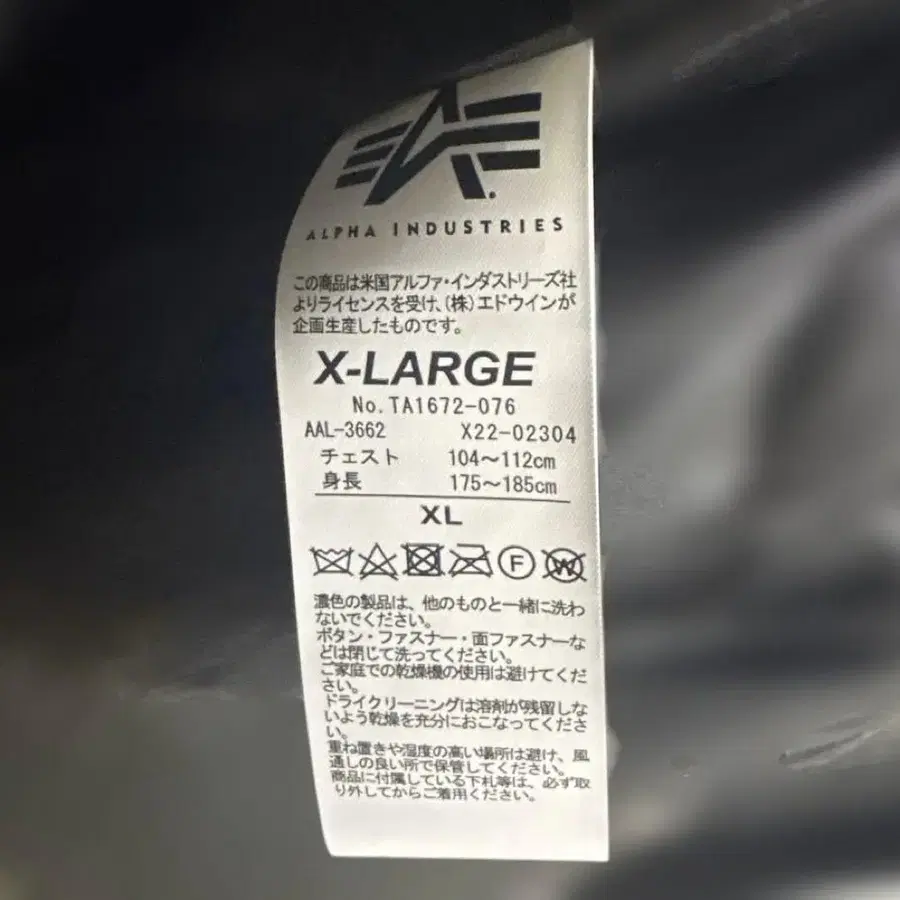 ALPHA INDUSTRIES
この商品は米国アルファ・インダストリーズ社
よりライセンスを受け、(株)エドウインが
企画生産したものです。
X-LARGE
No.TA1672-076
AAL-3662 X22-02304
チェスト 104～112cm
身長 175～185cm
XL
F W
濃色の製品は、他のものと一緒に洗わ
ないでください。
ボタン・ファスナー・面ファスナーな
どは閉じて洗ってください。
ご家庭での乾燥機の使用は避けてくだ
さい。
ドライクリーニングは溶剤が残留しな
いよう乾燥を充分におこなってくださ
い。
重ね置きや湿度の高い場所は避け、風
通しの良い所で保管してください。
商品に付属している下札等は、必ず取
り外してからご着用ください。